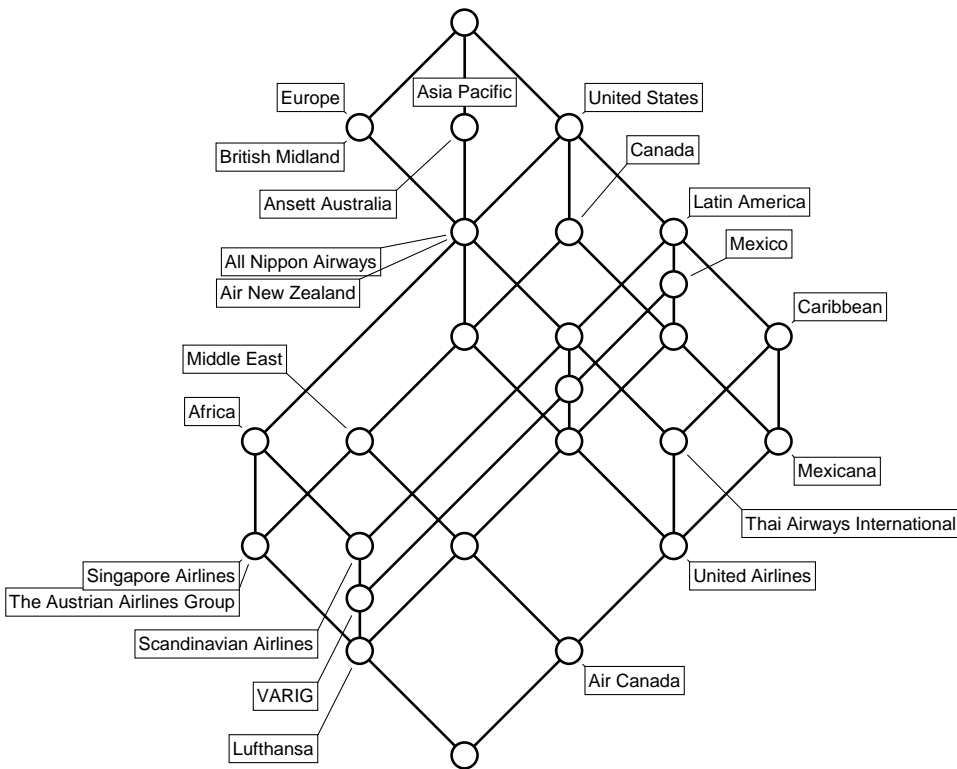 Asia Pacific
Europe
United States
British Midland
Canada
Ansett Australia
Latin America
Mexico
All Nippon Airways
Air New Zealand
Caribbean
Middle East
Africa
Mexicana
Thai Airways International
Singapore Airlines
United Airlines
The Austrian Airlines Group
Scandinavian Airlines
Air Canada
VARIG
Lufthansa